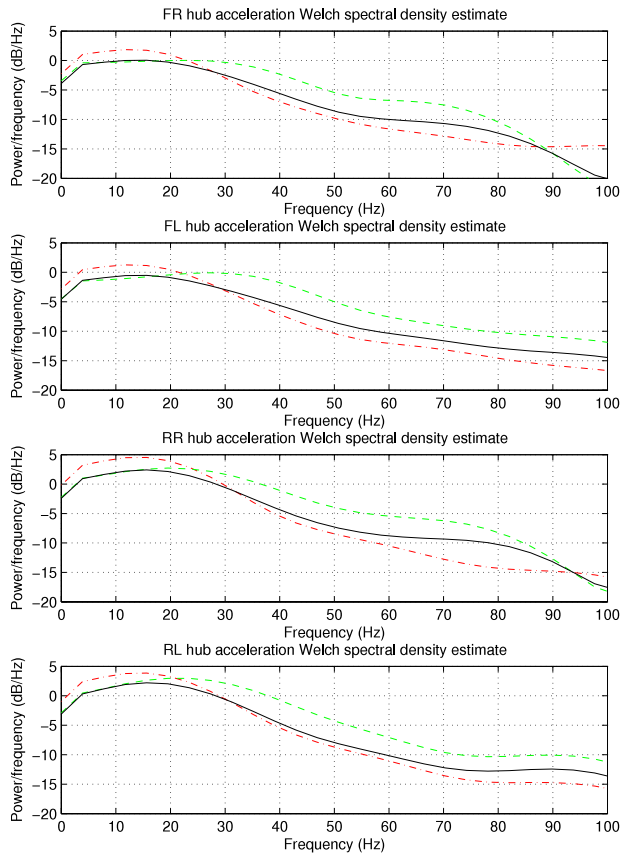 FR hub acceleration Welch spectral density estimate
Power/frequency (dB/Hz)
5
0
−5
−10
−15
−20
0 10 20 30 40 50 60 70 80 90 100
Frequency (Hz)
FL hub acceleration Welch spectral density estimate
Power/frequency (dB/Hz)
5
0
−5
−10
−15
−20
0 10 20 30 40 50 60 70 80 90 100
Frequency (Hz)
RR hub acceleration Welch spectral density estimate
Power/frequency (dB/Hz)
5
0
−5
−10
−15
−20
0 10 20 30 40 50 60 70 80 90 100
Frequency (Hz)
RL hub acceleration Welch spectral density estimate
Power/frequency (dB/Hz)
5
0
−5
−10
−15
−20
0 10 20 30 40 50 60 70 80 90 100
Frequency (Hz)